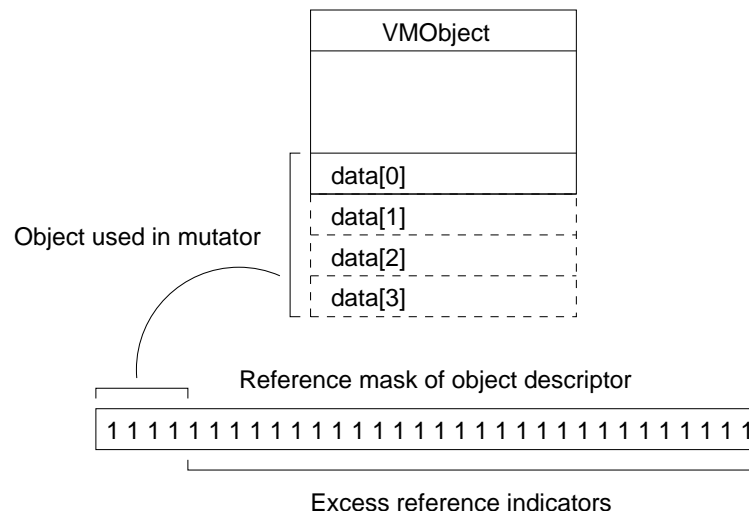 VMObject
data[0]
data[1]
data[2]
data[3]
Object used in mutator
Reference mask of object descriptor
1 1 1 1 1 1 1 1 1 1 1 1 1 1 1 1 1 1 1 1 1 1 1 1 1 1 1 1 1 1 1 1
Excess reference indicators